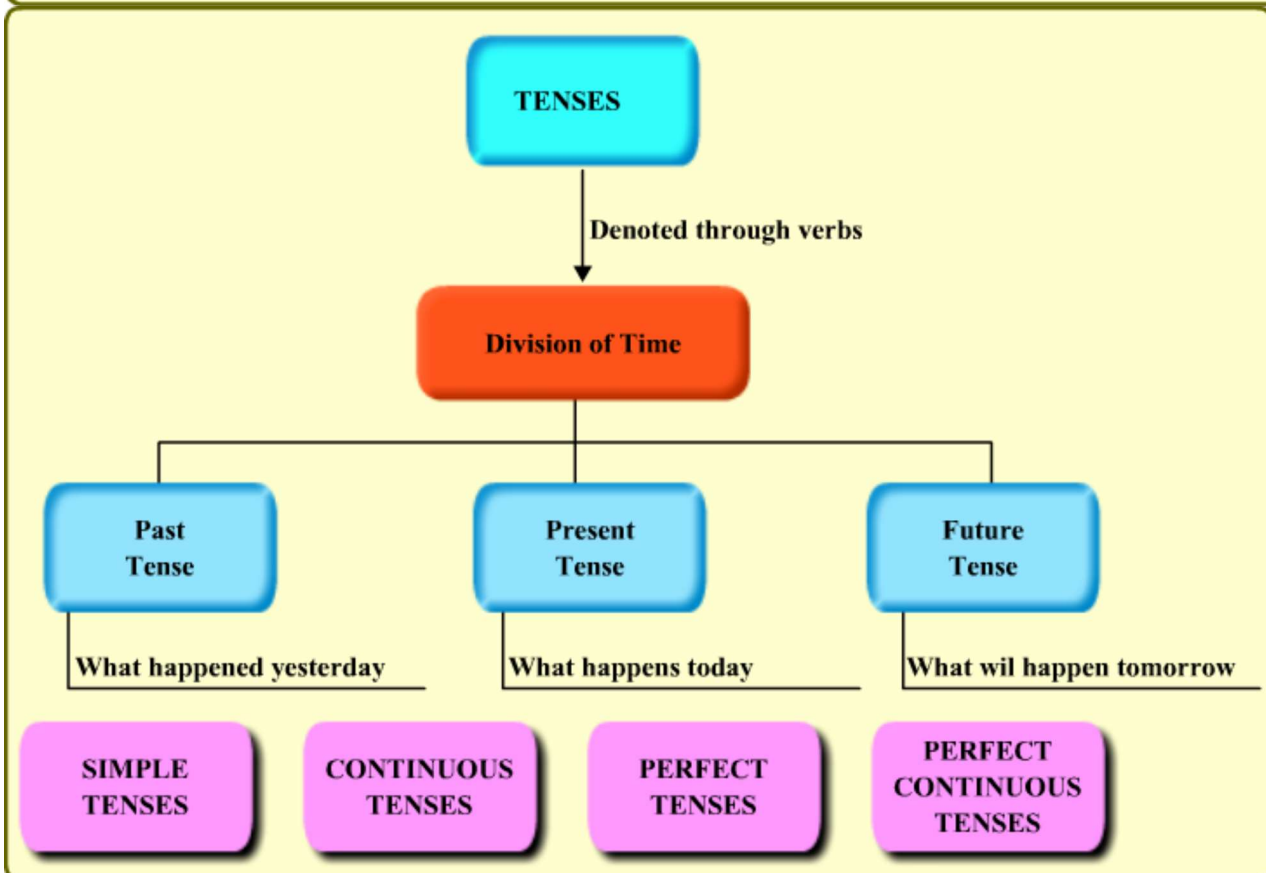 TENSES
Denoted through verbs
Division of Time
Past
Tense
Present
Tense
Future
Tense
What happened yesterday
What happens today
What wil happen tomorrow
SIMPLE
TENSES
CONTINUOUS
TENSES
PERFECT
TENSES
PERFECT
CONTINUOUS
TENSES